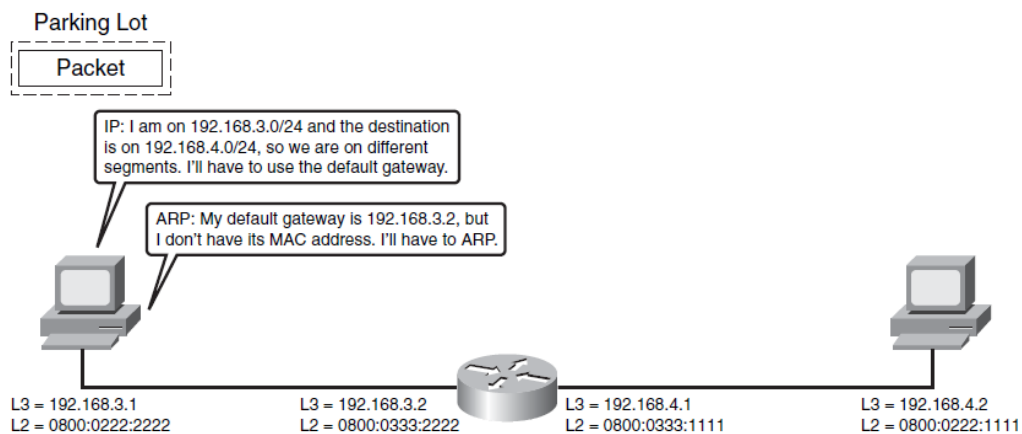 Parking Lot
Packet
IP: I am on 192.168.3.0/24 and the destination
is on 192.168.4.0/24, so we are on different
segments. I'll have to use the default gateway.
ARP: My default gateway is 192.168.3.2, but
I don't have its MAC address. I'll have to ARP.
L3 = 192.168.3.1
L2 = 0800:0222:2222
L3 = 192.168.3.2
L2 = 0800:0333:2222
L3 = 192.168.4.1
L2 = 0800:0333:1111
L3 = 192.168.4.2
L2 = 0800:0222:1111